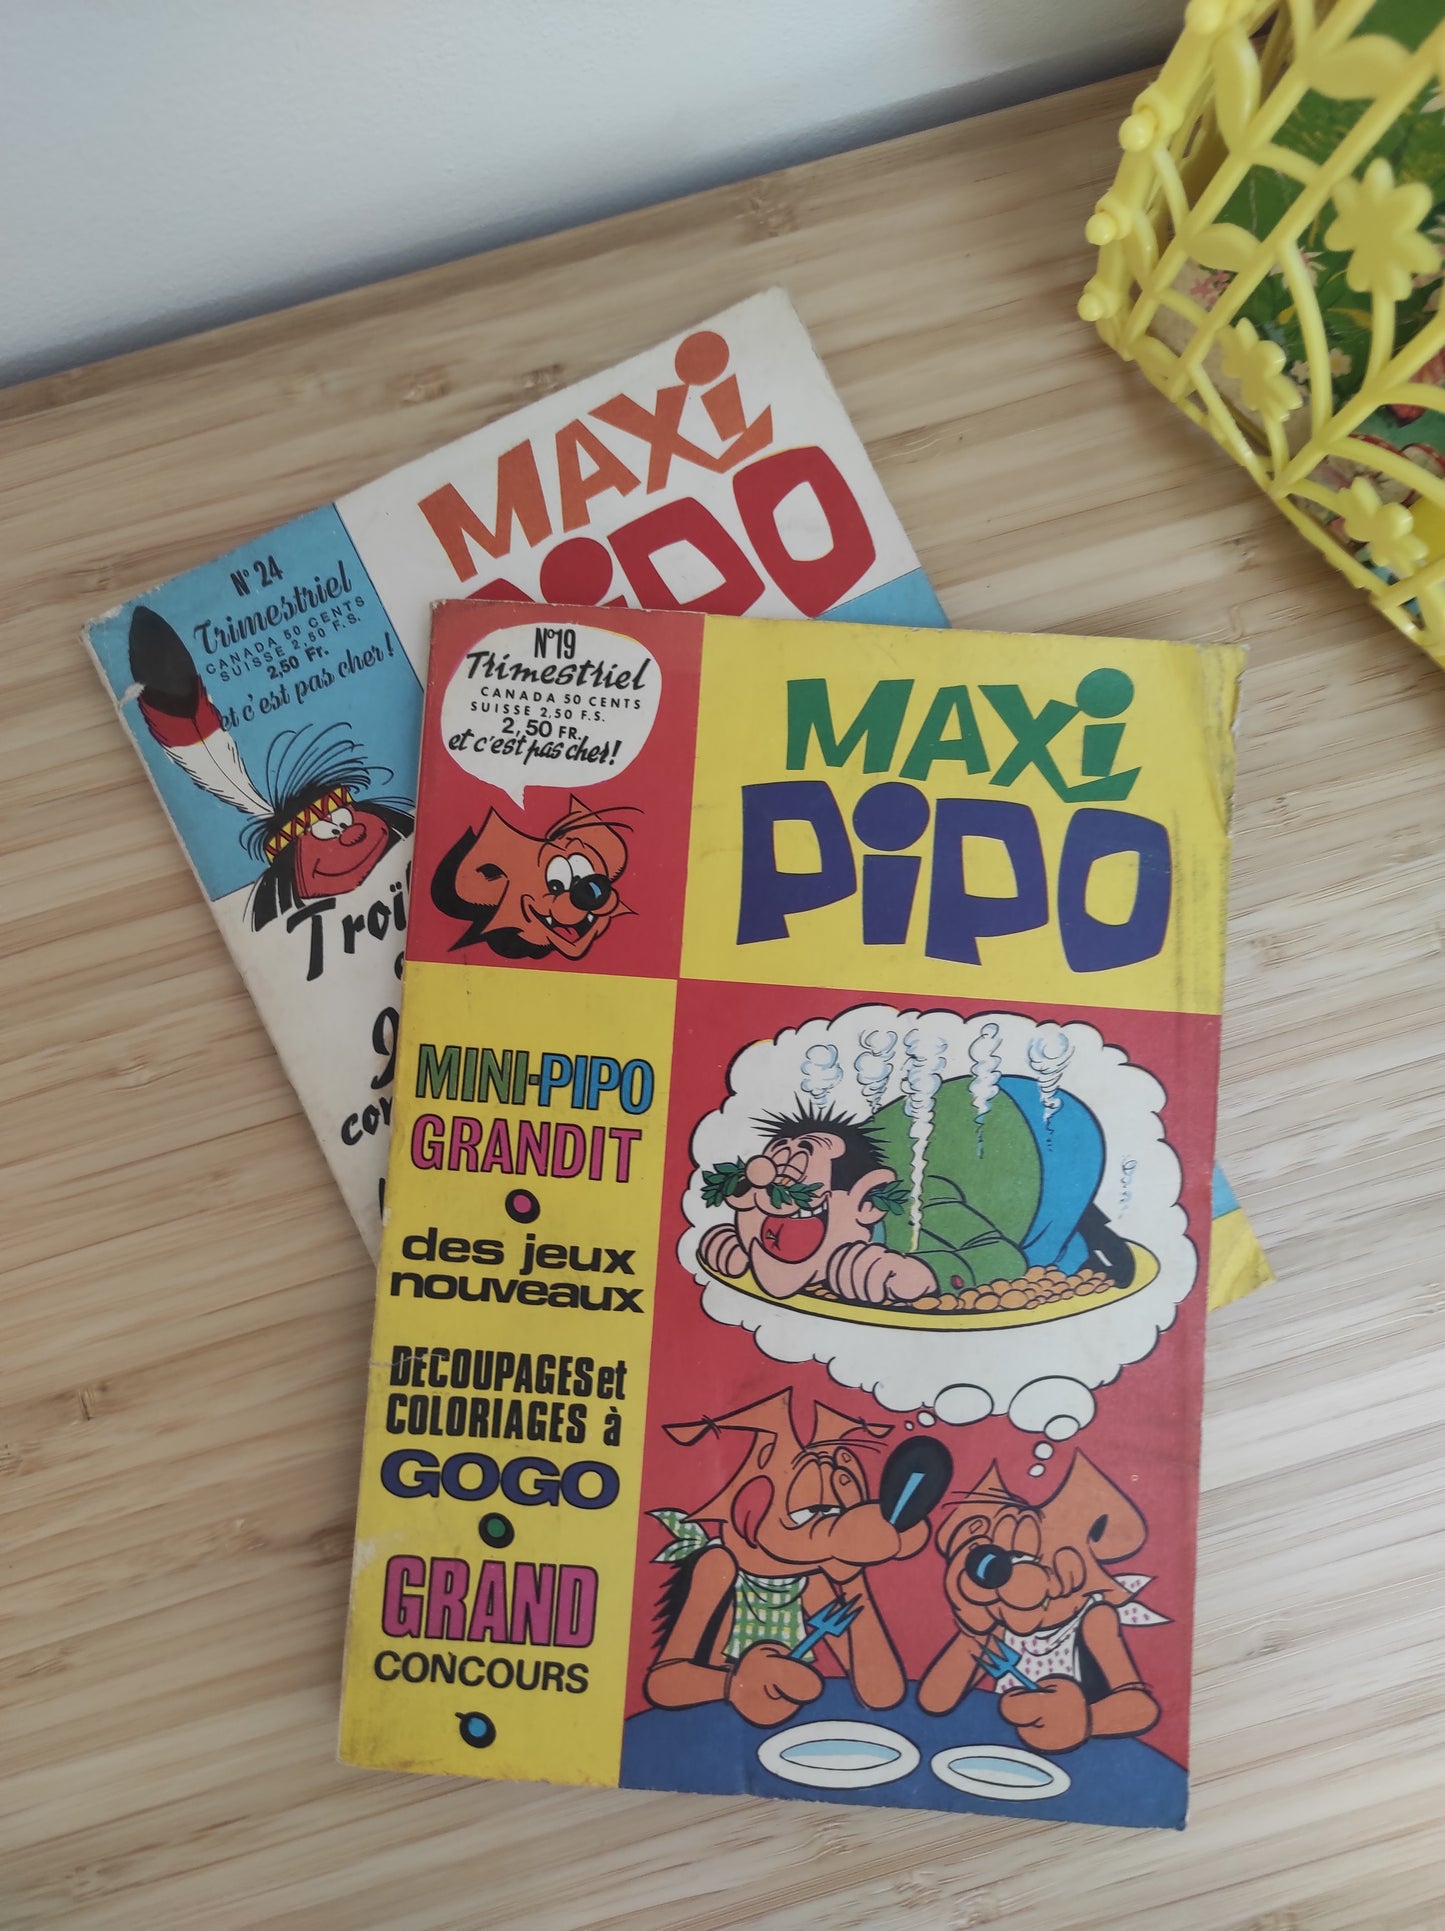 MAXi
PiPO
N° 24
Trimestriel
CANADA 50 CENTS
SUISSE 2,50 F.S.
2,50 Fr.
et c'est pas cher!
N°19
Trimestriel
CANADA 50 CENTS
SUISSE 2,50 F.S.
2,50 FR.
et c'est pas cher!
MAXi
PiPO
MINI-PIPO
GRANDIT
des jeux
nouveaux
DECOUPAGES et
COLORIAGES à
GOGO
GRAND
CONCOURS